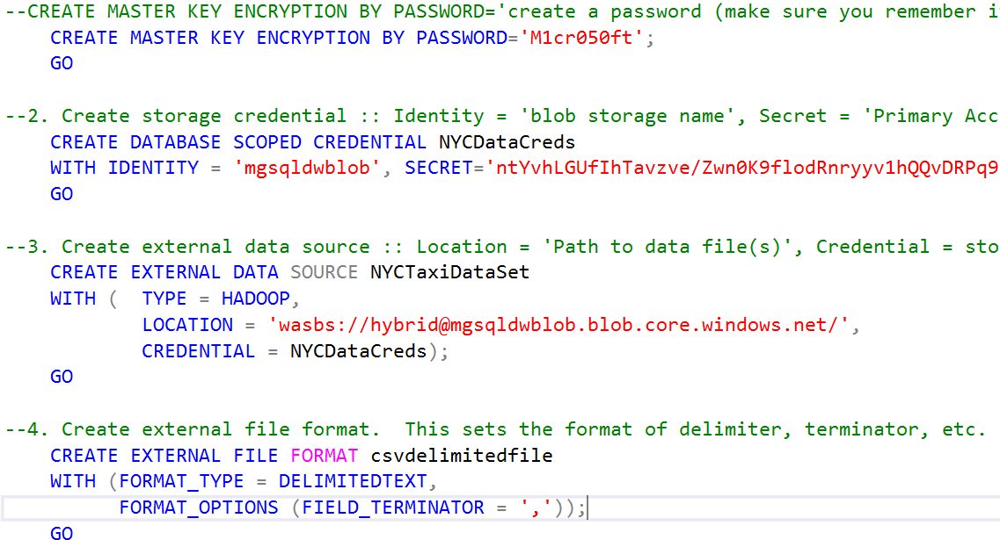 --CREATE MASTER KEY ENCRYPTION BY PASSWORD='create a password (make sure you remember i
CREATE MASTER KEY ENCRYPTION BY PASSWORD='M1cr050ft';
GO
--2. Create storage credential :: Identity = 'blob storage name', Secret = 'Primary Acc
CREATE DATABASE SCOPED CREDENTIAL NYCDataCreds
WITH IDENTITY = 'mgsqldwblob', SECRET='ntYvhLGUfIhTavzve/Zwn0K9flodRnryyv1hQQvDRPq9
GO
--3. Create external data source :: Location = 'Path to data file(s)', Credential = sto
CREATE EXTERNAL DATA SOURCE NYCTaxiDataSet
WITH (  TYPE = HADOOP,
LOCATION = 'wasbs://hybrid@mgsqldwblob.blob.core.windows.net/',
CREDENTIAL = NYCDataCreds);
GO
--4. Create external file format.  This sets the format of delimiter, terminator, etc.
CREATE EXTERNAL FILE FORMAT csvdelimitedfile
WITH (FORMAT_TYPE = DELIMITEDTEXT,
FORMAT_OPTIONS (FIELD_TERMINATOR = ','));
GO